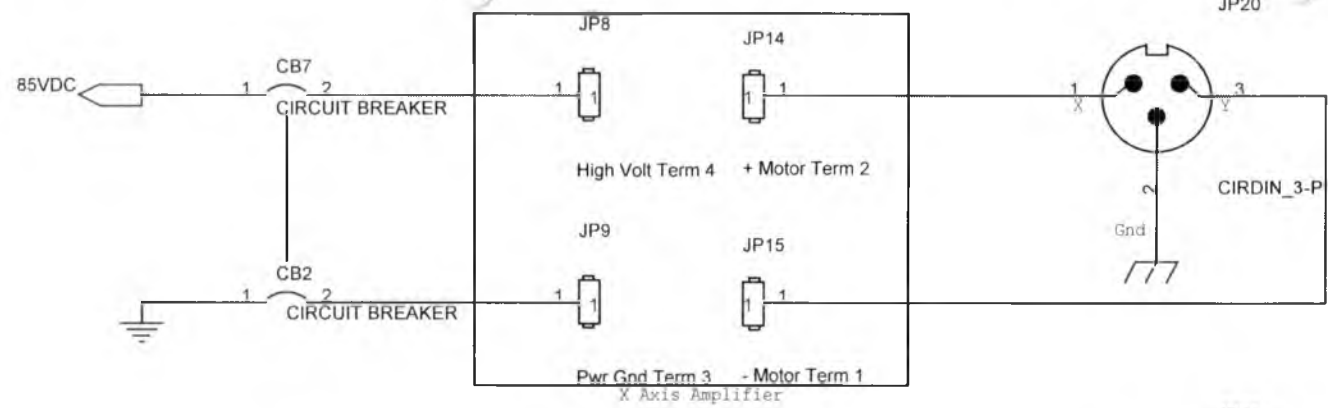 JP20
JP8
JP14
85VDC
CB7
1
2
CIRCUIT BREAKER
1
1
1
1
1
X
3
Y
High Volt Term 4
+ Motor Term 2
2
CIRDIN_3-P
Gnd
JP9
JP15
CB2
1
2
CIRCUIT BREAKER
1
1
1
1
Pwr Gnd Term 3
- Motor Term 1
X Axis Amplifier